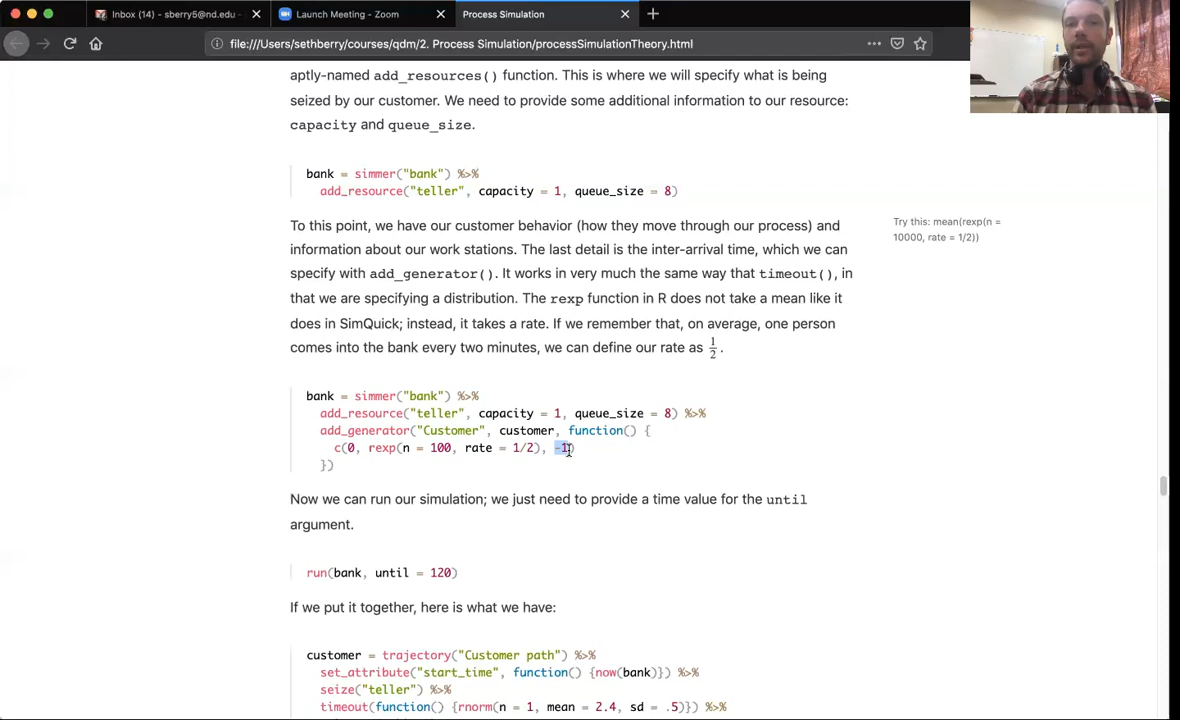 Inbox (14) - sberry5@nd.edu -
Launch Meeting - Zoom
Process Simulation
file:///Users/sethberry/courses/qdm/2. Process Simulation/processSimulationTheory.html
aptly-named add_resources() function. This is where we will specify what is being
seized by our customer. We need to provide some additional information to our resource:
capacity and queue_size.
bank = simmer("bank") %>%
add_resource("teller", capacity = 1, queue_size = 8)
To this point, we have our customer behavior (how they move through our process) and
information about our work stations. The last detail is the inter-arrival time, which we can
specify with add_generator(). It works in very much the same way that timeout(), in
that we are specifying a distribution. The rexp function in R does not take a mean like it
does in SimQuick; instead, it takes a rate. If we remember that, on average, one person
comes into the bank every two minutes, we can define our rate as 1/2.
Try this: mean(rexp(n =
10000, rate = 1/2))
bank = simmer("bank") %>%
add_resource("teller", capacity = 1, queue_size = 8) %>%
add_generator("Customer", customer, function() {
c(0, rexp(n = 100, rate = 1/2), -1)
})
Now we can run our simulation; we just need to provide a time value for the until
argument.
run(bank, until = 120)
If we put it together, here is what we have:
customer = trajectory("Customer path") %>%
set_attribute("start_time", function() {now(bank)}) %>%
seize("teller") %>%
timeout(function() {rnorm(n = 1, mean = 2.4, sd = .5)}) %>%